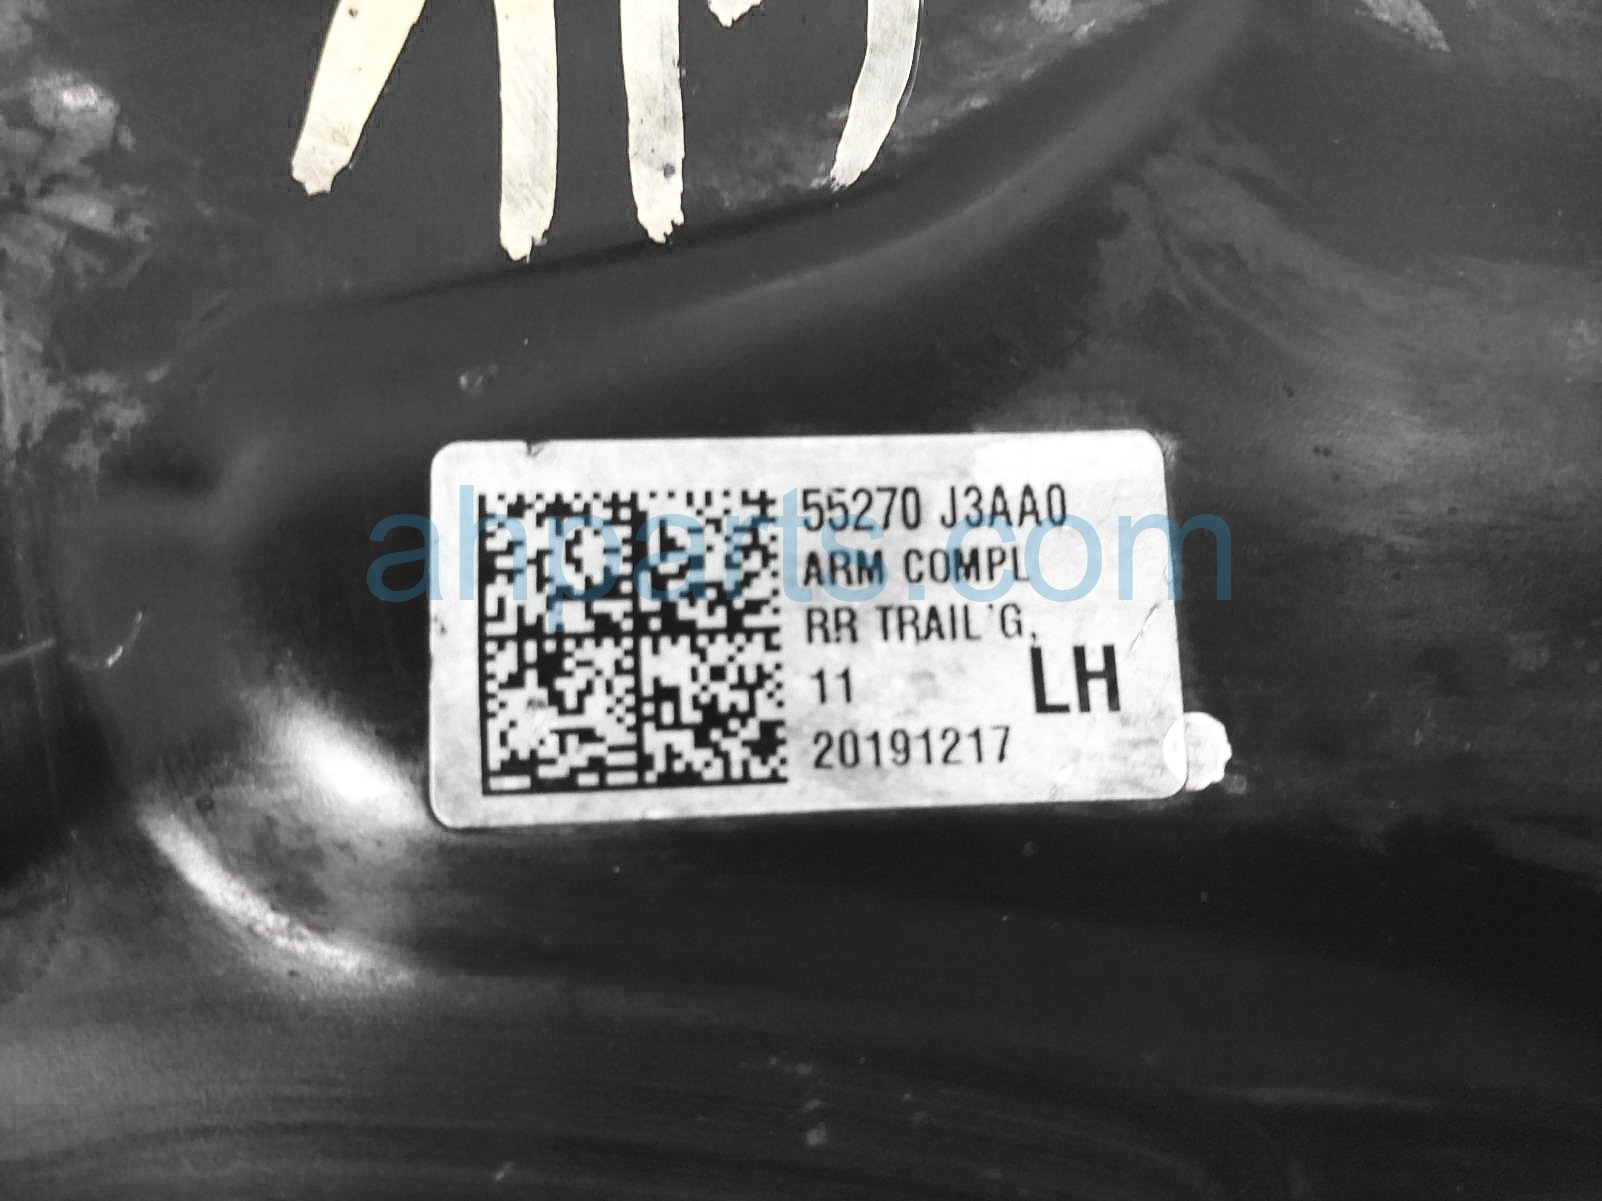 55270 J3AA0
ARM COMPL
RR TRAIL'G,
11 LH
20191217
ahparts.com